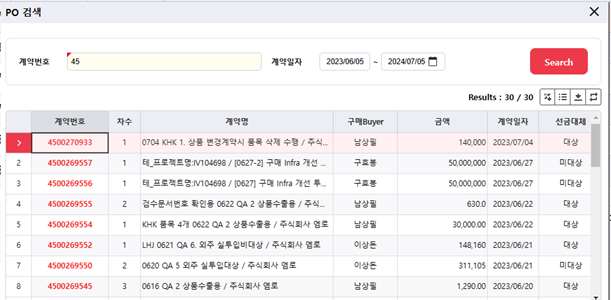 PO 검색
계약번호 45 계약일자 2023/06/05 ~ 2024/07/05 Search
Results : 30 / 30
계약번호 차수 계약명 구매Buyer 금액 계약일자 선금대체
4500270933 1 0704 KHK 1. 상품 변경계약시 품목 삭제 수행 / 주식... 남상필 140,000 2023/07/04 대상
2 4500269557 1 테_프로젝트명:IV104698 / [0627-2] 구매 Infra 개선 ... 구효봉 50,000,000 2023/06/27 미대상
3 4500269556 1 테_프로젝트명:IV104698 / [0627] 구매 Infra 개선 투... 구효봉 50,000,000 2023/06/27 미대상
4 4500269555 2 검수문서번호 확인용 0622 QA 2 상품수출용 / 주식... 남상필 630.0 2023/06/22 대상
5 4500269554 1 KHK 품목 4개 0622 QA 2 상품수출용 / 주식회사 엠로 남상필 30,000.00 2023/06/22 대상
6 4500269552 1 LHJ 0621 QA 6. 외주 실투입비대상 / 주식회사 엠로 이상돈 148,160 2023/06/21 대상
7 4500269550 2 0620 QA 5 외주 실투입대상 / 주식회사 엠로 이상돈 311,105 2023/06/21 미대상
8 4500269545 3 0616 QA 2 상품수출용 / 주식회사 엠로 남상필 1,290.00 2023/06/20 대상